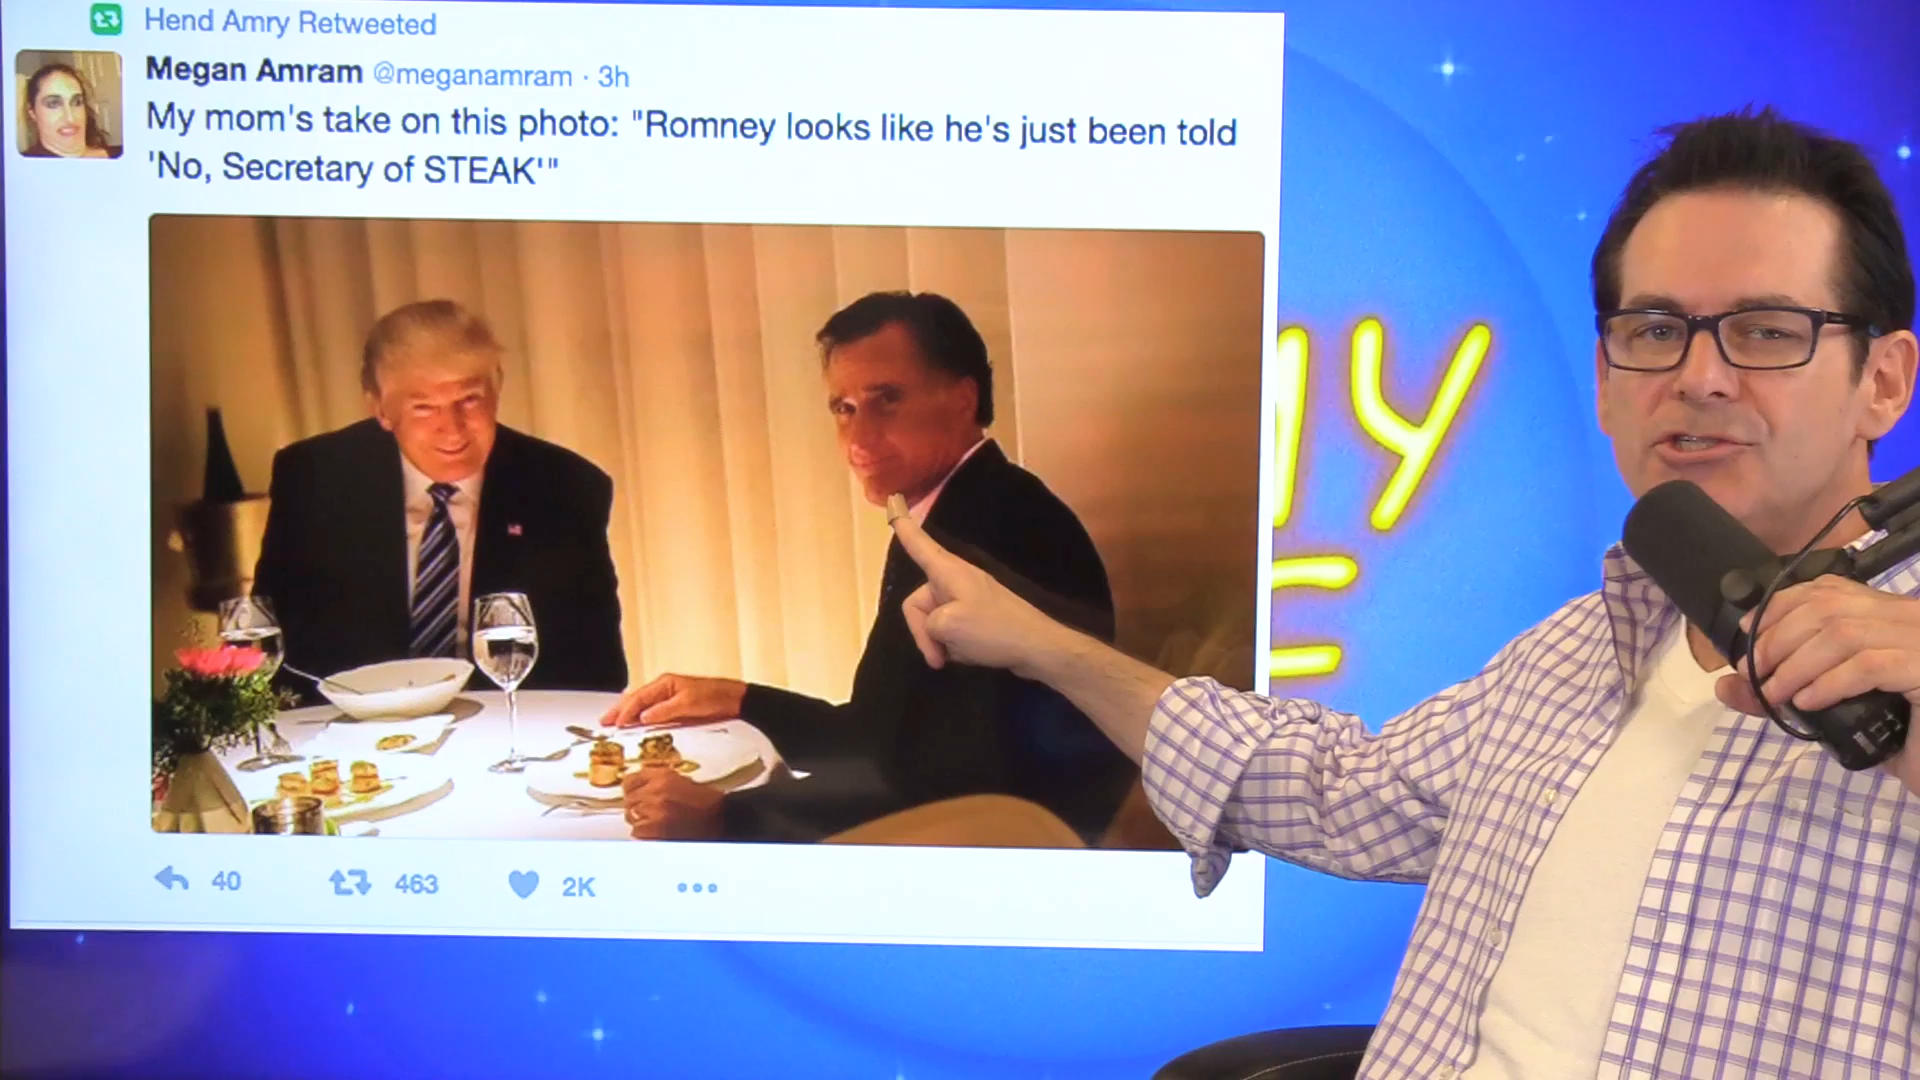 Hend Amry Retweeted
Megan Amram @meganamram · 3h
My mom's take on this photo: "Romney looks like he's just been told
'No, Secretary of STEAK'"
40 463 2K
MY